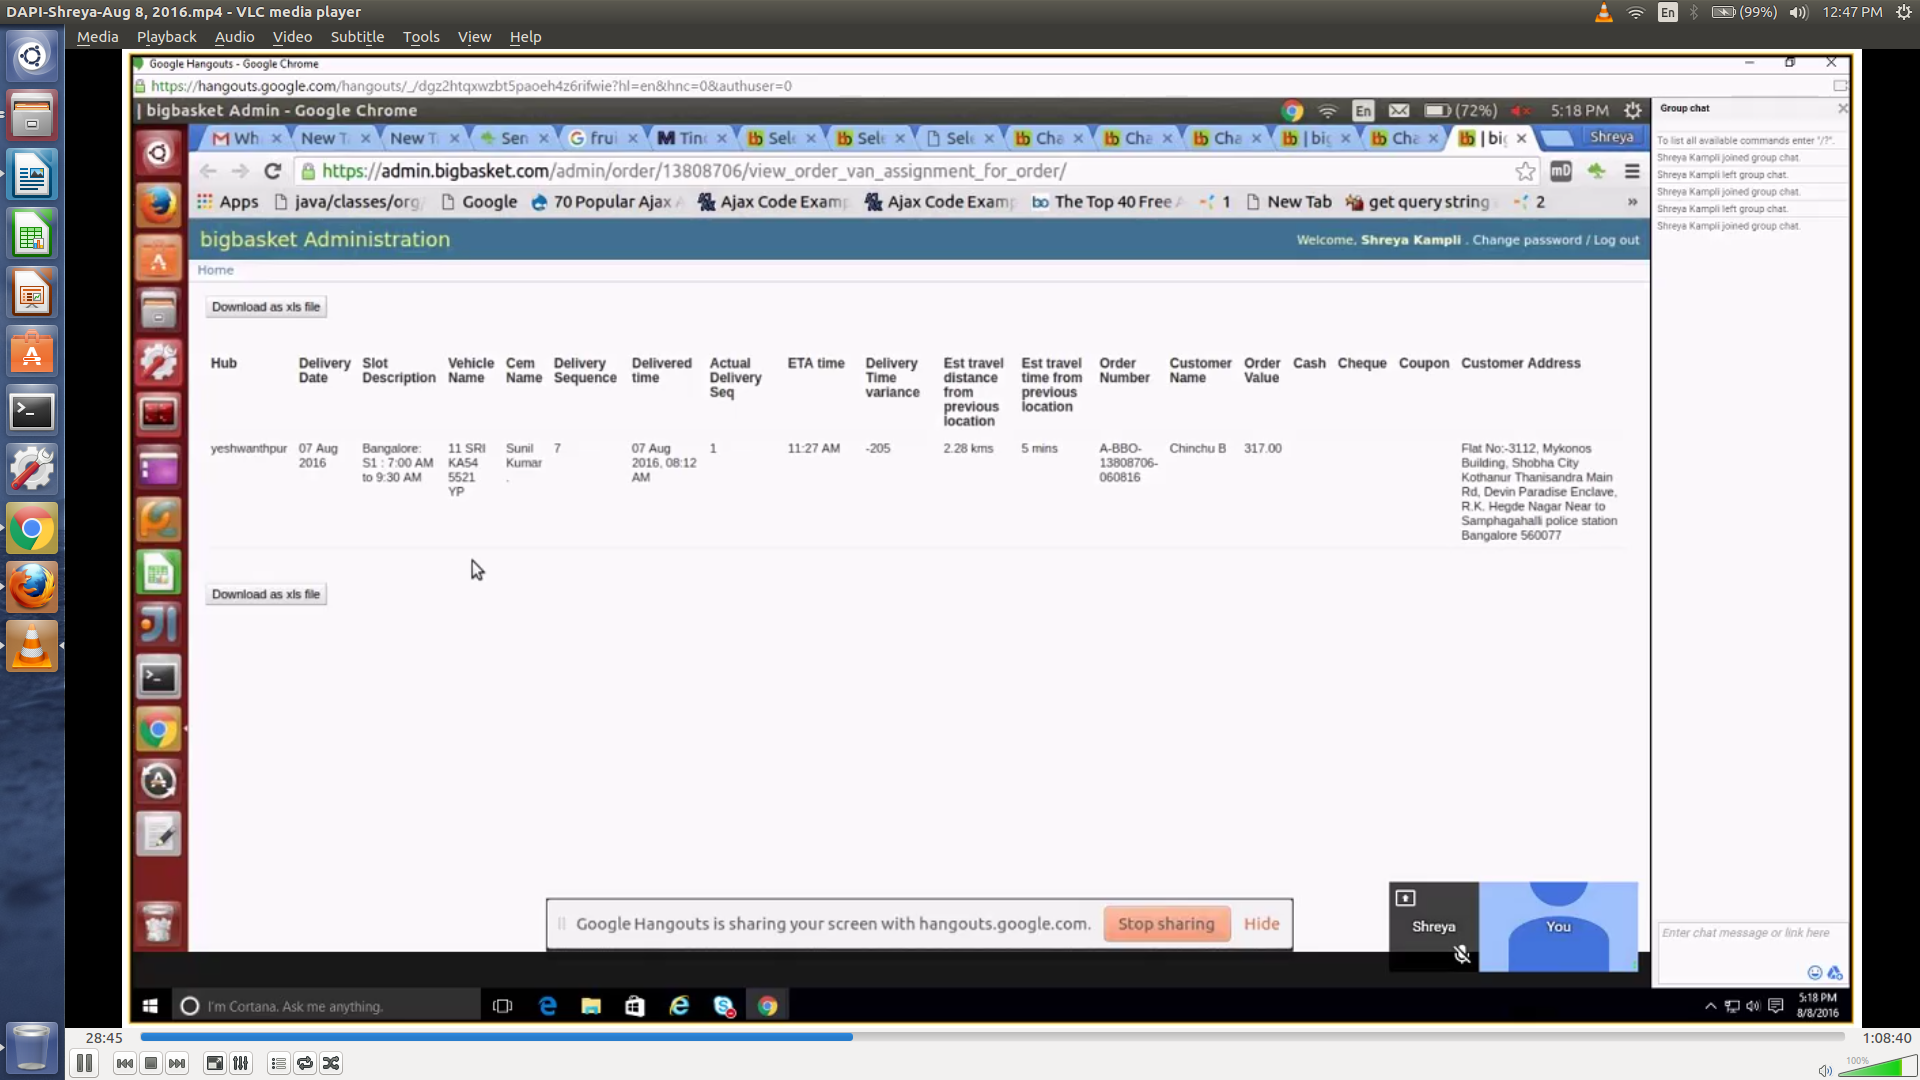 DAPI-Shreya-Aug 8, 2016.mp4 - VLC media player
En (99%) 12:47 PM
Media Playback Audio Video Subtitle Tools View Help
Google Hangouts - Google Chrome
https://hangouts.google.com/hangouts/_/dgz2htqxwzbt5paoeh4z6rifwie?hl=en&hnc=0&authuser=0
| bigbasket Admin - Google Chrome
En (72%) 5:18 PM
Wh New T New T Sen frui Tin Sele Sele Sele Cha Cha Cha | big Cha | big Shreya
https://admin.bigbasket.com/admin/order/13808706/view_order_van_assignment_for_order/
mD
Apps java/classes/org Google 70 Popular Ajax Ajax Code Examp Ajax Code Examp bo The Top 40 Free 1 New Tab get query string 2 »
bigbasket Administration
Welcome, Shreya Kampli . Change password / Log out
Home
Download as xls file
Hub
Delivery Date
Slot Description
Vehicle Name
Cem Name
Delivery Sequence
Delivered time
Actual Delivery Seq
ETA time
Delivery Time variance
Est travel distance from previous location
Est travel time from previous location
Order Number
Customer Name
Order Value
Cash
Cheque
Coupon
Customer Address
yeshwanthpur
07 Aug 2016
Bangalore: S1 : 7:00 AM to 9:30 AM
11 SRI KA54 5521 YP
Sunil Kumar .
7
07 Aug 2016, 08:12 AM
1
11:27 AM
-205
2.28 kms
5 mins
A-BBO-13808706-060816
Chinchu B
317.00
Flat No:-3112, Mykonos
Building, Shobha City
Kothanur Thanisandra Main
Rd, Devin Paradise Enclave,
R.K. Hegde Nagar Near to
Samphagahalli police station
Bangalore 560077
Download as xls file
Google Hangouts is sharing your screen with hangouts.google.com. Stop sharing Hide
Shreya
You
Group chat
To list all available commands enter "/?".
Shreya Kampli joined group chat.
Shreya Kampli left group chat.
Shreya Kampli joined group chat.
Shreya Kampli left group chat.
Shreya Kampli joined group chat.
Enter chat message or link here
I'm Cortana. Ask me anything.
5:18 PM
8/8/2016
28:45
1:08:40
100%